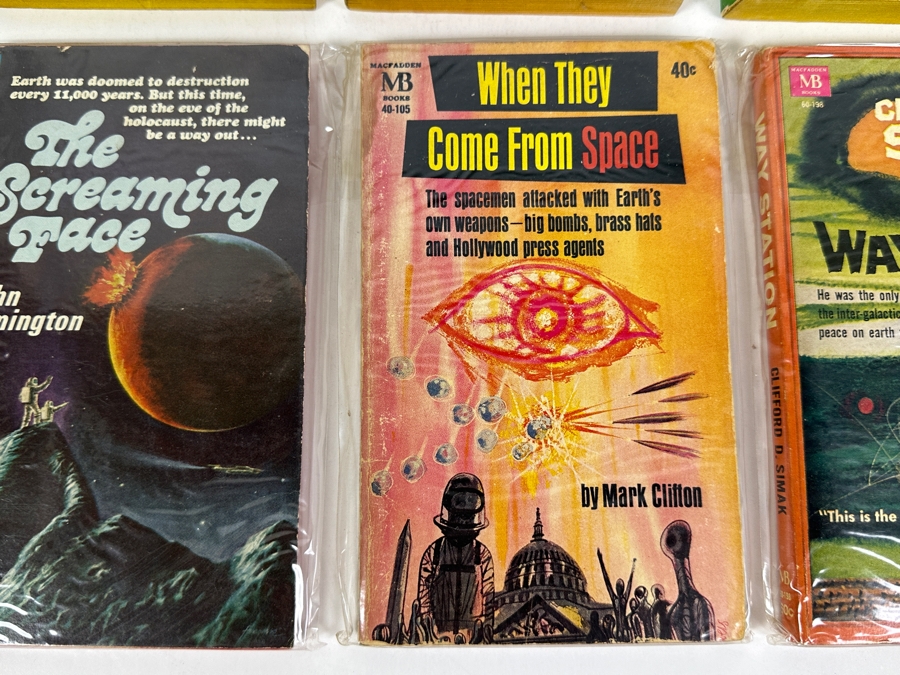 Earth was doomed to destruction
every 11,000 years. But this time,
on the eve of the
holocaust, there might
be a way out...
The
Screaming
Face
mington
MACFADDEN
MB
BOOKS
40-105
When They
40¢
Come From Space
The spacemen attacked with Earth's
own weapons—big bombs, brass hats
and Hollywood press agents
by Mark Clifton
WAY STATION
CLIFFORD D. SIMAK
MACFADDEN
MB
BOOKS
60-198
WAY
He was the only
the inter-galactic
peace on earth
"This is the